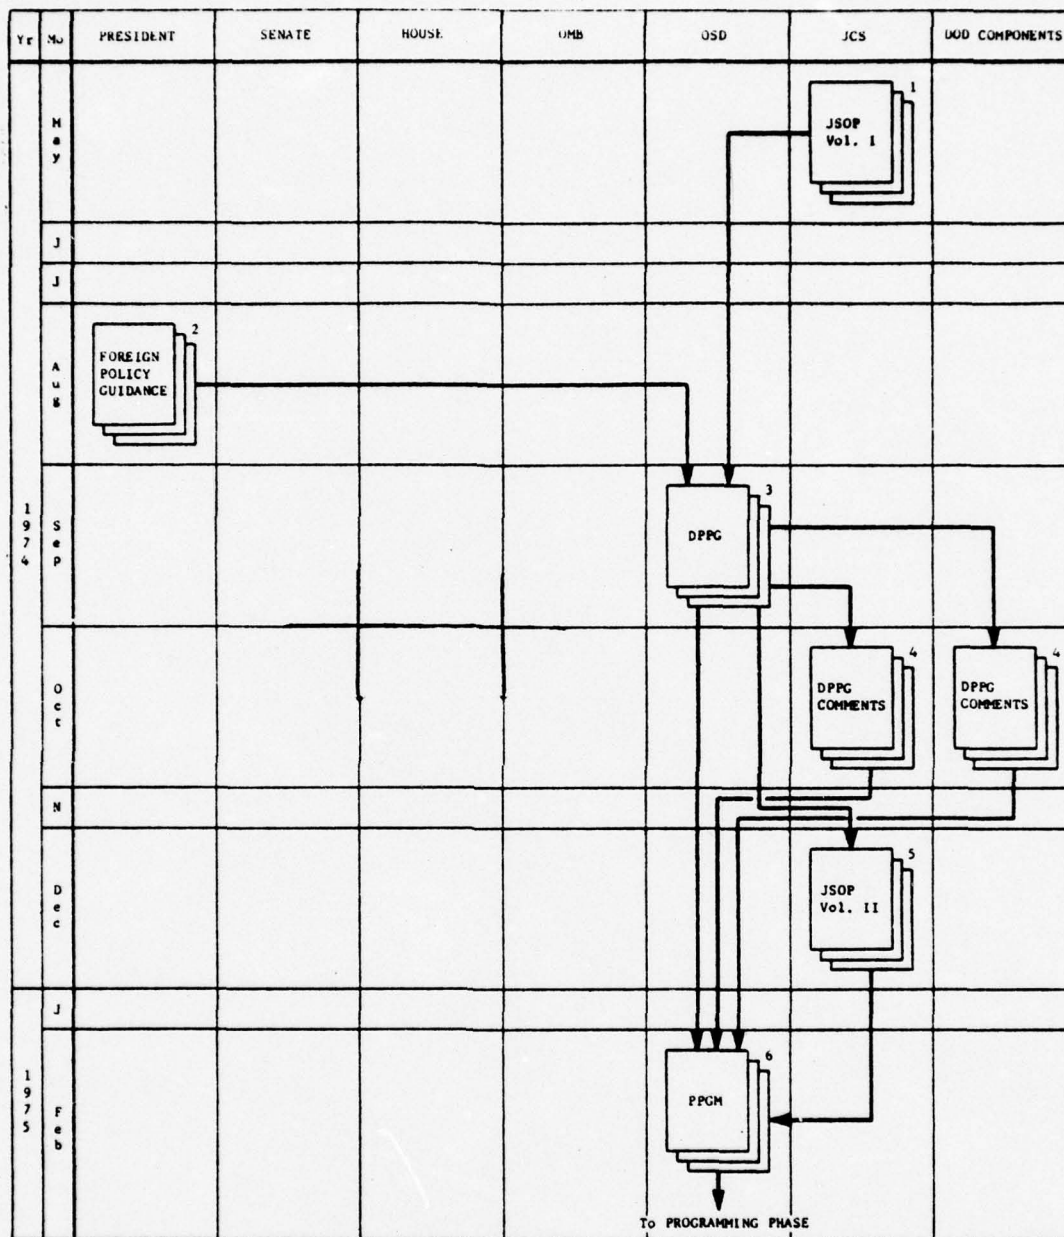 Yr Mo PRESIDENT SENATE HOUSE OMB OSD JCS DOD COMPONENTS
May
1
JSOP
Vol. I
J
J
Aug
2
FOREIGN
POLICY
GUIDANCE
1974
Sep
3
DPPG
Oct
4
DPPG
COMMENTS
4
DPPG
COMMENTS
N
Dec
5
JSOP
Vol. II
J
1975
Feb
6
PPGM
To PROGRAMMING PHASE